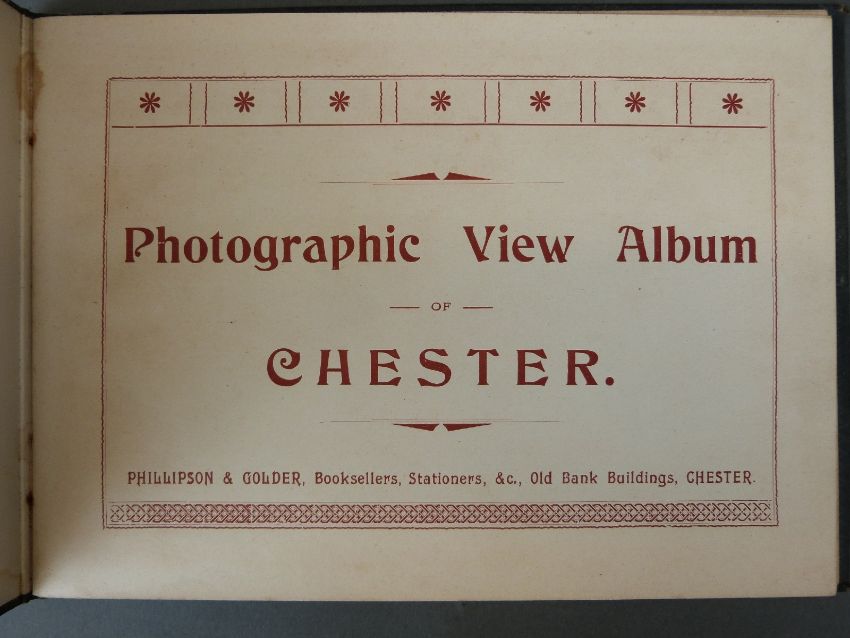 Photographic View Album
OF
CHESTER.
PHILLIPSON & GOLDER, Booksellers, Stationers, &c., Old Bank Buildings, CHESTER.